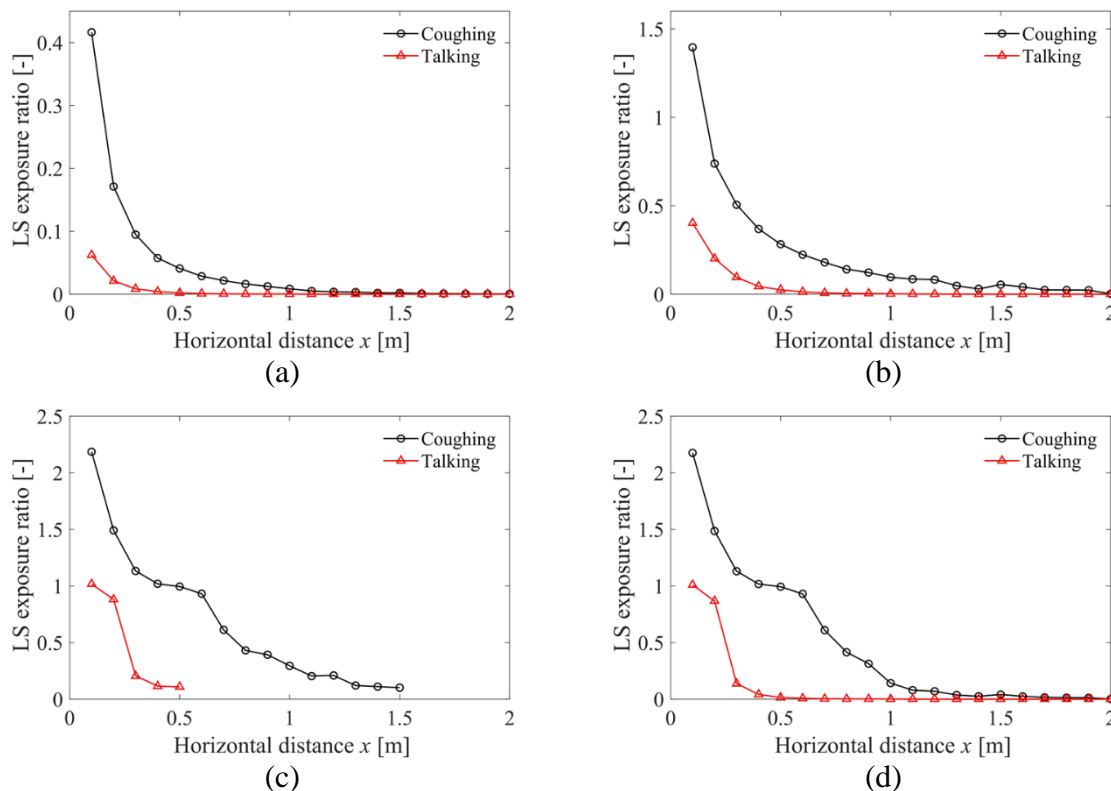 LS exposure ratio [-]
0.4
0.3
0.2
0.1
0
Coughing
Talking
0 0.5 1 1.5 2
Horizontal distance x [m]
(a)
LS exposure ratio [-]
1.5
1
0.5
0
Coughing
Talking
0 0.5 1 1.5 2
Horizontal distance x [m]
(b)
LS exposure ratio [-]
2.5
2
1.5
1
0.5
0
Coughing
Talking
0 0.5 1 1.5 2
Horizontal distance x [m]
(c)
LS exposure ratio [-]
2.5
2
1.5
1
0.5
0
Coughing
Talking
0 0.5 1 1.5 2
Horizontal distance x [m]
(d)